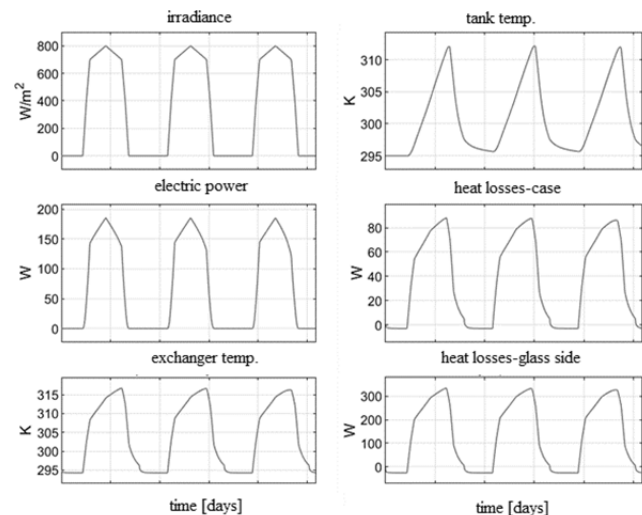 irradiance
tank temp.
W/m²
800
600
400
200
0
K
310
305
300
295
electric power
heat losses-case
W
200
150
100
50
0
W
80
60
40
20
0
exchanger temp.
heat losses-glass side
K
315
310
305
300
295
W
300
200
100
0
time [days]
time [days]